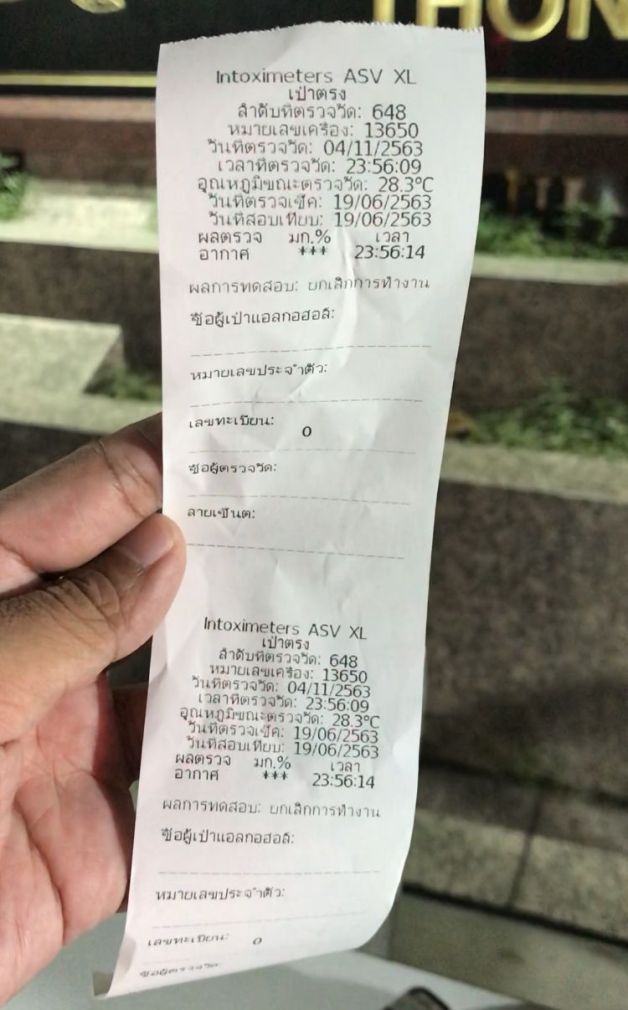 THON
Intoximeters ASV XL
เป่าตรง
ลำดับที่ตรวจวัด: 648
หมายเลขเครื่อง: 13650
วันที่ตรวจวัด: 04/11/2563
เวลาที่ตรวจวัด: 23:56:09
อุณหภูมิขณะตรวจวัด: 28.3°C
วันที่ตรวจเช็ค: 19/06/2563
วันที่สอบเทียบ: 19/06/2563
ผลตรวจ มก.% เวลา
อากาศ *** 23:56:14
ผลการทดสอบ: ยกเลิกการทำงาน
ชื่อผู้เป่าแอลกอฮอล์:
หมายเลขประจำตัว:
เลขทะเบียน:
0
ชื่อผู้ตรวจวัด:
ลายเซ็นต:
Intoximeters ASV XL
เป่าตรง
ลำดับที่ตรวจวัด: 648
หมายเลขเครื่อง: 13650
วันที่ตรวจวัด: 04/11/2563
เวลาที่ตรวจวัด: 23:56:09
อุณหภูมิขณะตรวจวัด: 28.3°C
วันที่ตรวจเช็ค: 19/06/2563
วันที่สอบเทียบ: 19/06/2563
ผลตรวจ มก.% เวลา
อากาศ *** 23:56:14
ผลการทดสอบ: ยกเลิกการทำงาน
ชื่อผู้เป่าแอลกอฮอล์:
หมายเลขประจำตัว:
เลขทะเบียน: 0
ชื่อผู้ตรวจวัด: